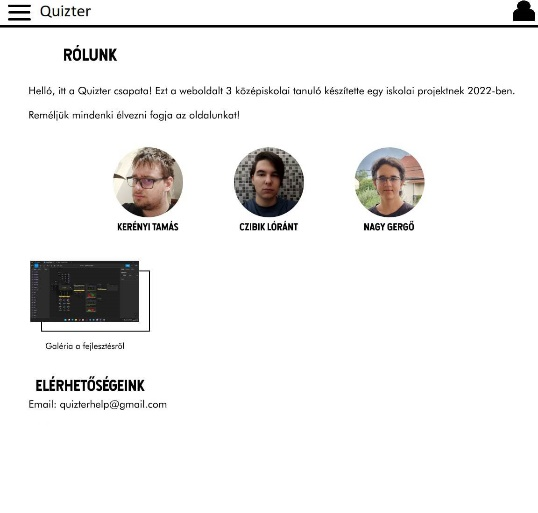 Quizter
RÓLUNK
Helló, itt a Quizter csapata! Ezt a weboldalt 3 középiskolai tanuló készítette egy iskolai projektnek 2022-ben.
Reméljük mindenki élvezni fogja az oldalunkat!
KERÉNYI TAMÁS
CZIBIK LÓRÁNT
NAGY GERGŐ
Galéria a fejlesztésről
ELÉRHETŐSÉGEINK
Email: quizterhelp@gmail.com